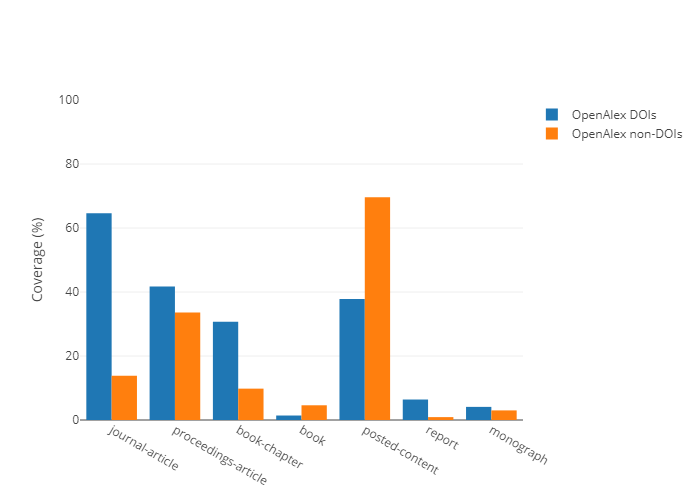 100
80
60
40
20
0
Coverage (%)
journal-article
proceedings-article
book-chapter
book
posted-content
report
monograph
OpenAlex DOIs
OpenAlex non-DOIs